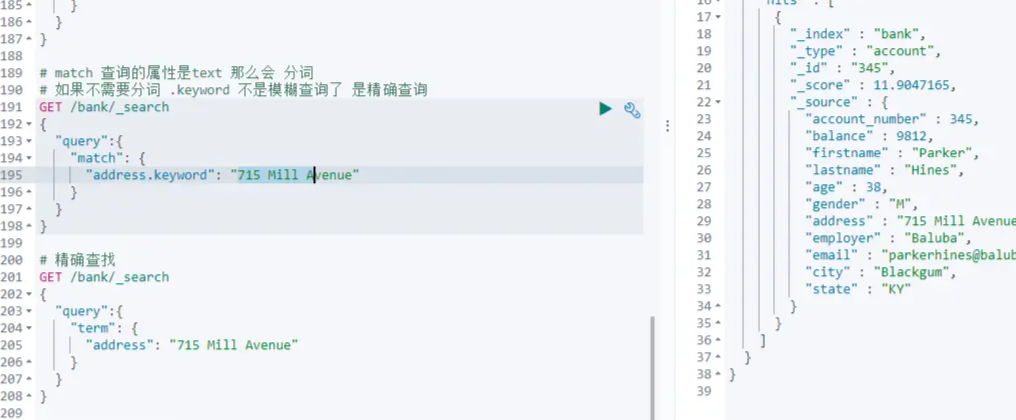 185 }
186 }
187 }
188
189 # match 查询的属性是text 那么会 分词
190 # 如果不需要分词 .keyword 不是模糊查询了 是精确查询
191 GET /bank/_search
192 {
193 "query":{
194 "match": {
195 "address.keyword": "715 Mill Avenue"
196 }
197 }
198 }
199
200 # 精确查找
201 GET /bank/_search
202 {
203 "query":{
204 "term": {
205 "address": "715 Mill Avenue"
206 }
207 }
208 }
209
16 "hits" : [
17 {
18 "_index" : "bank",
19 "_type" : "account",
20 "_id" : "345",
21 "_score" : 11.9047165,
22 "_source" : {
23 "account_number" : 345,
24 "balance" : 9812,
25 "firstname" : "Parker",
26 "lastname" : "Hines",
27 "age" : 38,
28 "gender" : "M",
29 "address" : "715 Mill Avenue
30 "employer" : "Baluba",
31 "email" : "parkerhines@balub
32 "city" : "Blackgum",
33 "state" : "KY"
34 }
35 }
36 ]
37 }
38 }
39